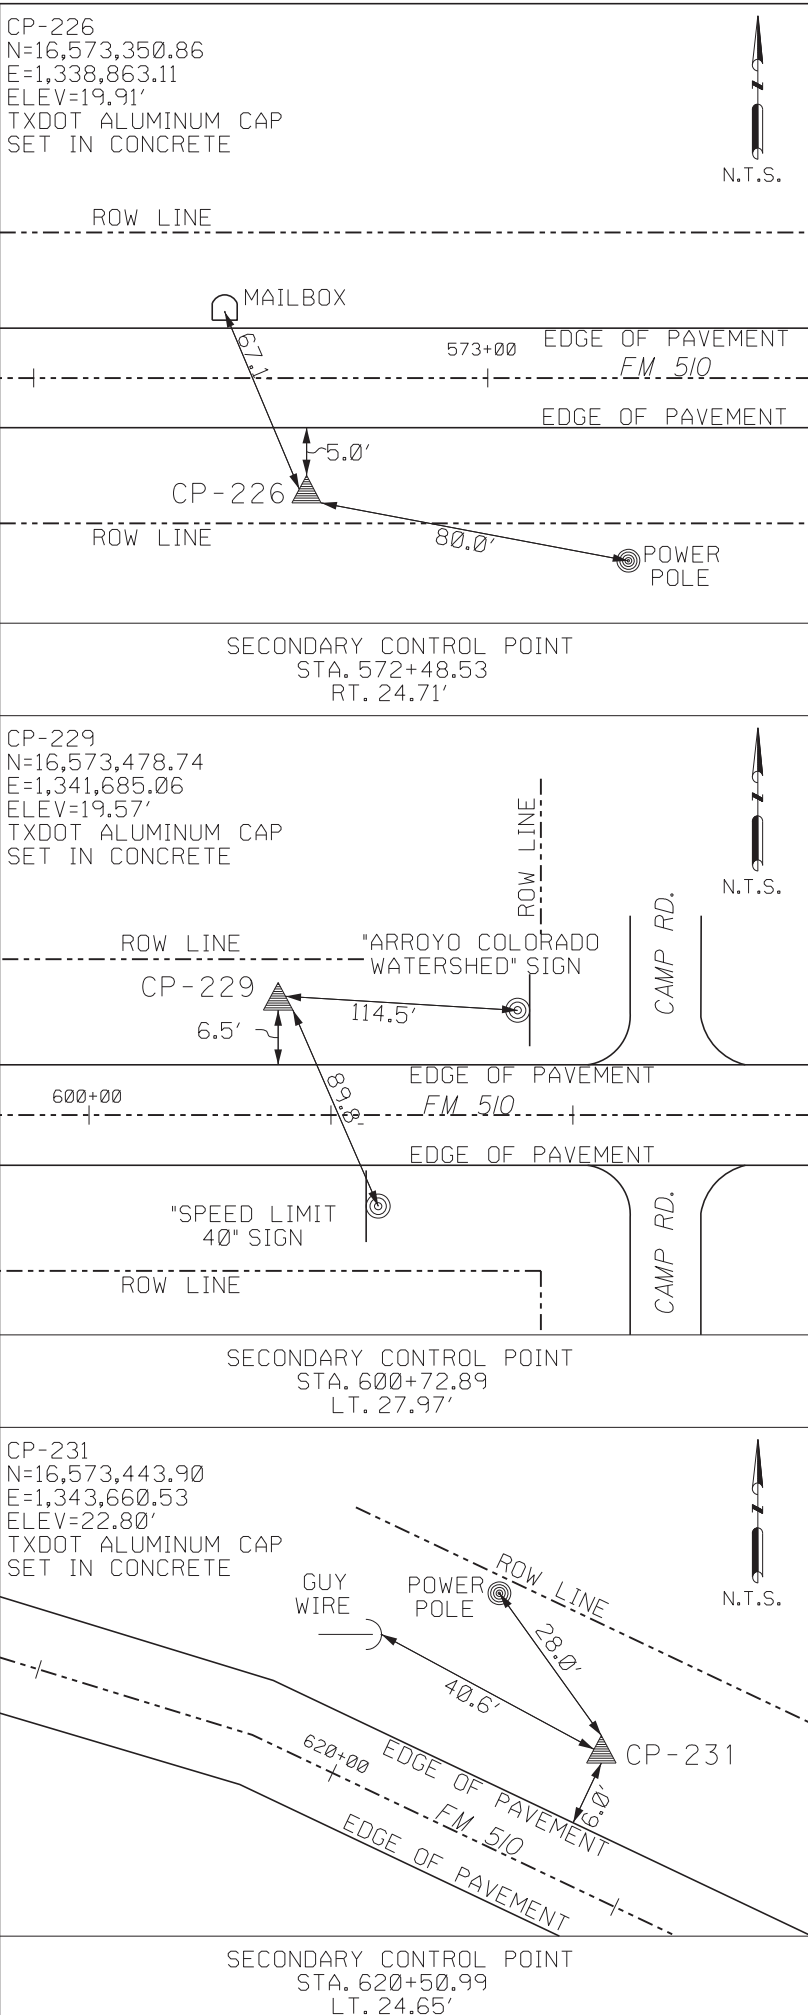 CP-226
N=16,573,350.86
E=1,338,863.11
ELEV=19.91'
TXDOT ALUMINUM CAP
SET IN CONCRETE
N.T.S.
ROW LINE
MAILBOX
67.1
573+00
EDGE OF PAVEMENT
FM 510
EDGE OF PAVEMENT
5.0'
CP-226
ROW LINE
80.0'
POWER
POLE
SECONDARY CONTROL POINT
STA. 572+48.53
RT. 24.71'
CP-229
N=16,573,478.74
E=1,341,685.06
ELEV=19.57'
TXDOT ALUMINUM CAP
SET IN CONCRETE
N.T.S.
ROW LINE
CAMP RD.
ROW LINE
"ARROYO COLORADO
WATERSHED" SIGN
CP-229
114.5'
6.5'
EDGE OF PAVEMENT
600+00
89.8
FM 510
EDGE OF PAVEMENT
"SPEED LIMIT
40" SIGN
CAMP RD.
ROW LINE
SECONDARY CONTROL POINT
STA. 600+72.89
LT. 27.97'
CP-231
N=16,573,443.90
E=1,343,660.53
ELEV=22.80'
TXDOT ALUMINUM CAP
SET IN CONCRETE
N.T.S.
ROW LINE
GUY
WIRE
POWER
POLE
28.0'
40.6'
CP-231
620+00
EDGE OF PAVEMENT
6.0'
FM 510
EDGE OF PAVEMENT
SECONDARY CONTROL POINT
STA. 620+50.99
LT. 24.65'